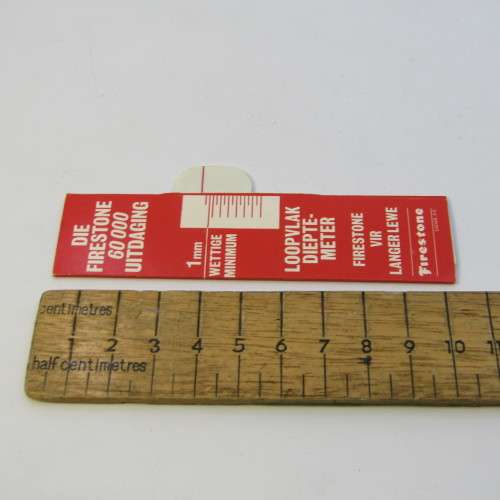 DIE
FIRESTONE
60 000
UITDAGING
1mm
WETTIGE
MINIMUM
LOOPVLAK
DIEPTE-
METER
FIRESTONE
VIR
LANGER LEWE
Firestone
centimetres
1 2 3 4 5 6 7 8 9 10 11
half centimetres